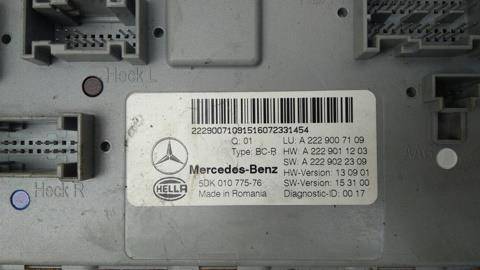 Heck L
22290071091516072331454
Q: 01 LU: A 222 900 71 09
Type: BC-R HW: A 222 901 12 03
SW: A 222 902 23 09
Mercedes-Benz HW-Version: 13 09 01
5DK 010 775-76 SW-Version: 15 31 00
HELLA Made in Romania Diagnostic-ID: 00 17
Heck R